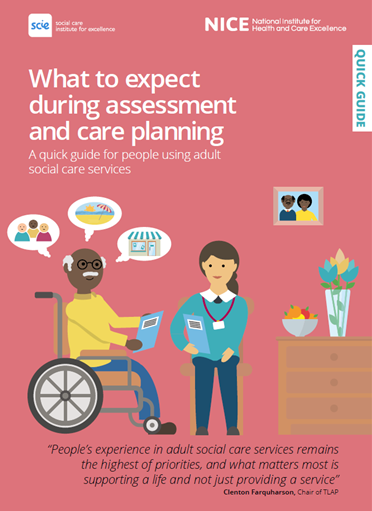 scie
social care
institute for excellence
NICE National Institute for
Health and Care Excellence
QUICK GUIDE
What to expect
during assessment
and care planning
A quick guide for people using adult
social care services
“People’s experience in adult social care services remains
the highest of priorities, and what matters most is
supporting a life and not just providing a service”
Clenton Farquharson, Chair of TLAP